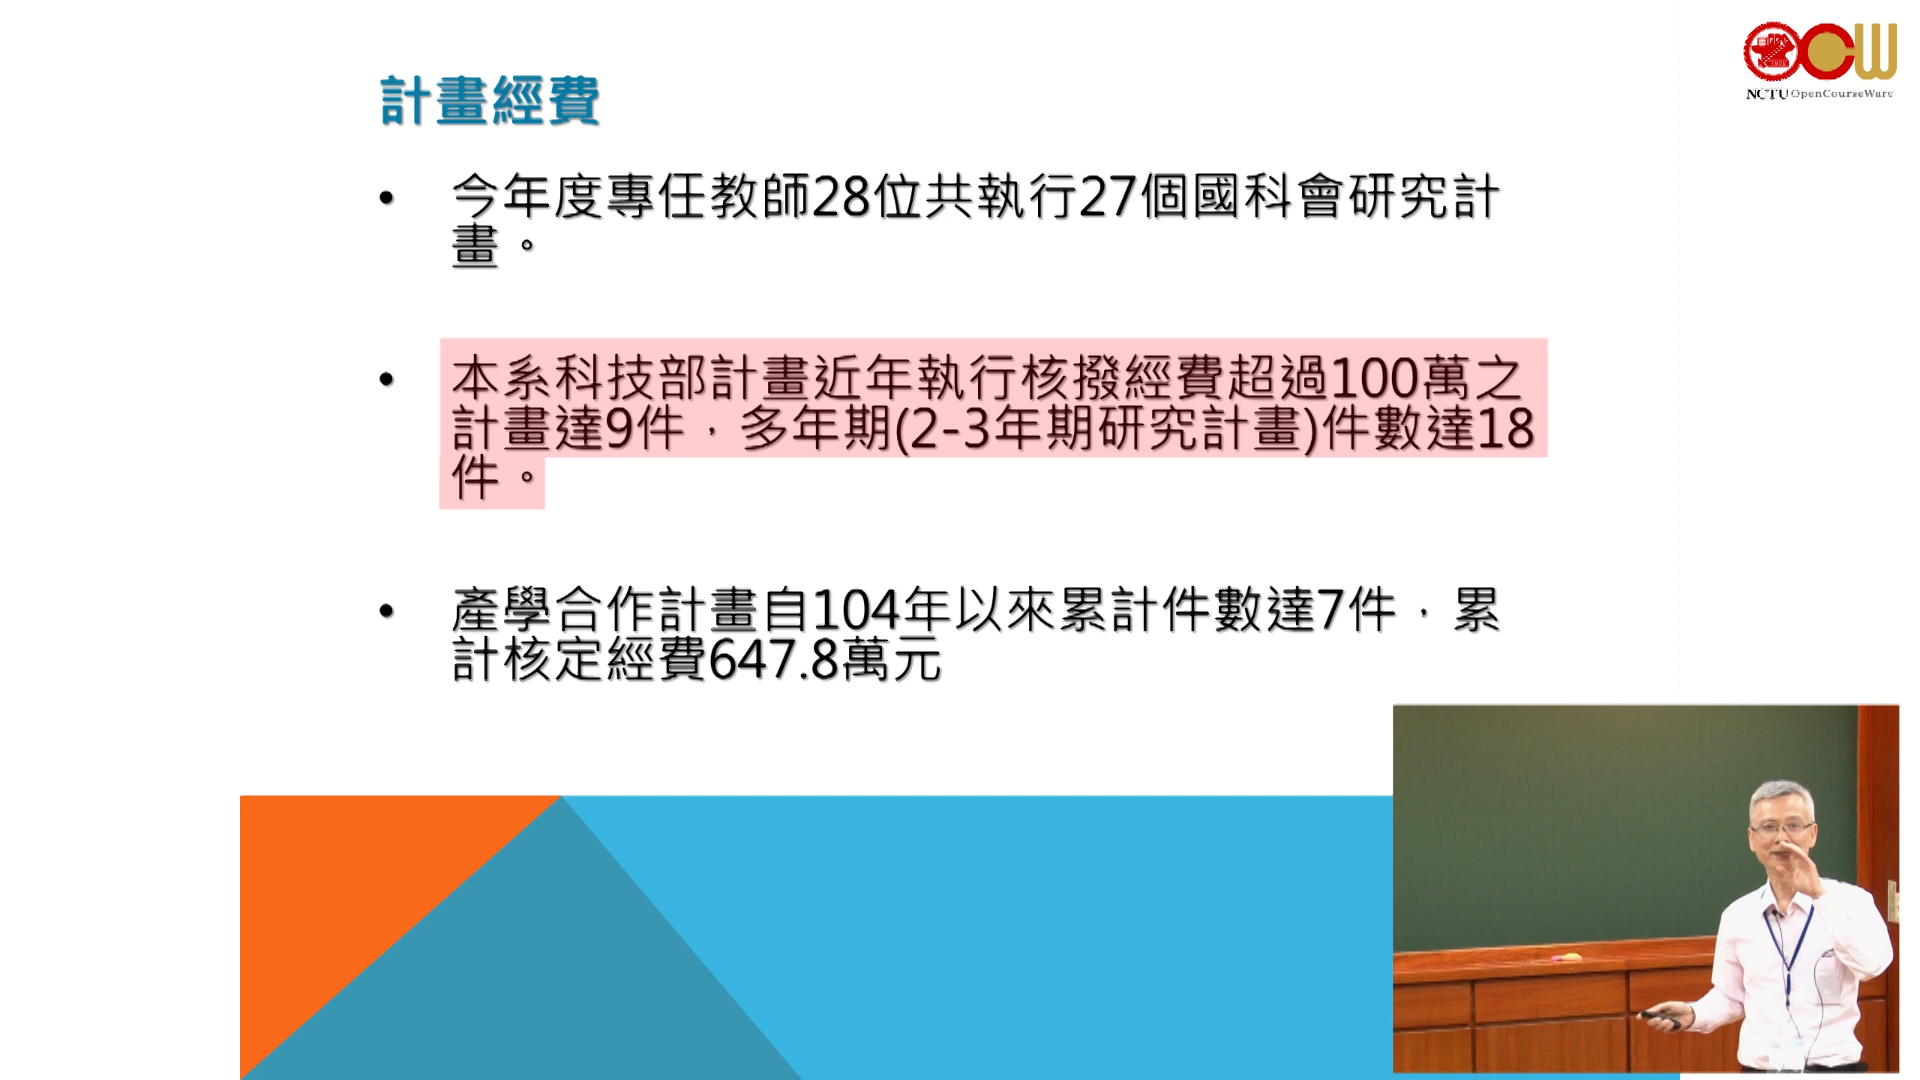 計畫經費
NCTU OpenCourseWare
• 今年度專任教師28位共執行27個國科會研究計
畫。
• 本系科技部計畫近年執行核撥經費超過100萬之
計畫達9件，多年期(2-3年期研究計畫)件數達18
件。
• 產學合作計畫自104年以來累計件數達7件，累
計核定經費647.8萬元